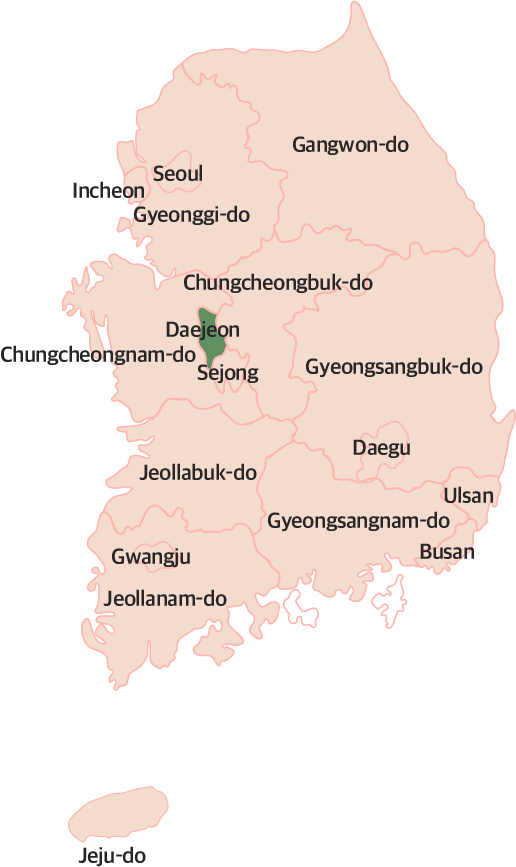 Gangwon-do
Seoul
Incheon
Gyeonggi-do
Chungcheongbuk-do
Daejeon
Chungcheongnam-do
Sejong
Gyeongsangbuk-do
Daegu
Jeollabuk-do
Ulsan
Gyeongsangnam-do
Busan
Gwangju
Jeollanam-do
Jeju-do